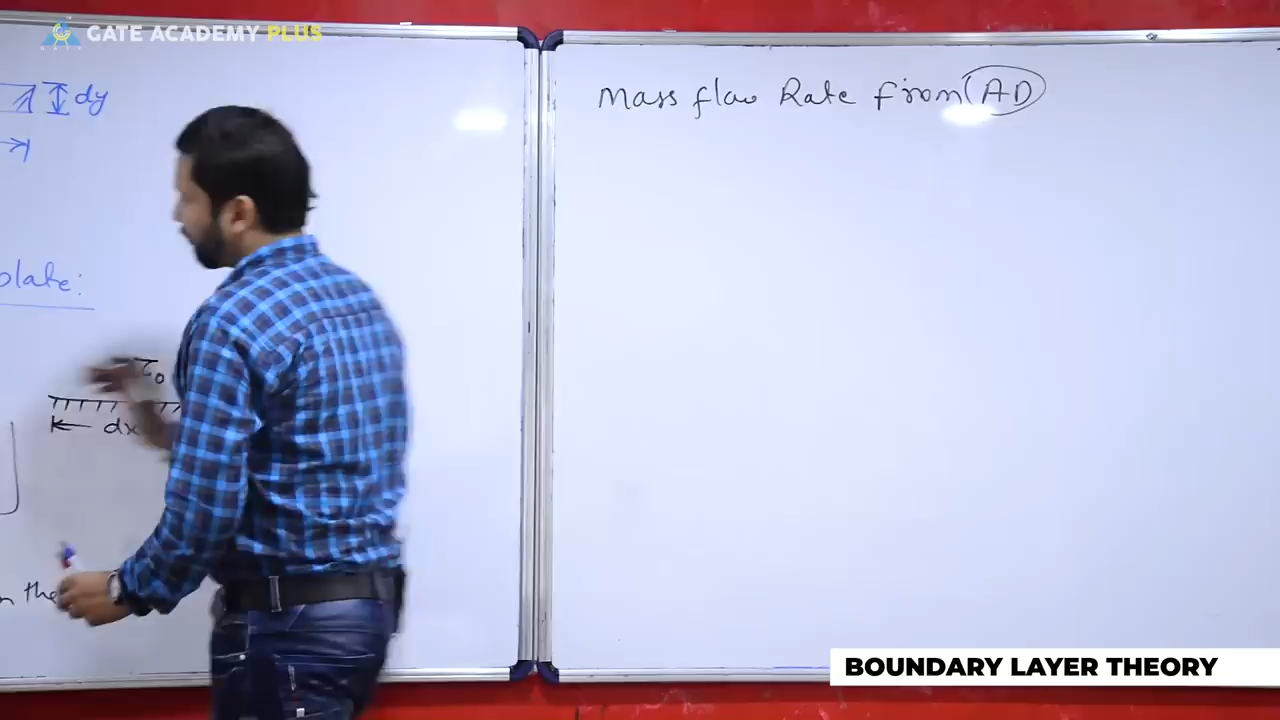 GATE ACADEMY PLUS
dy
plate:
τ₀
dx
n the
Mass flow Rate from AD
BOUNDARY LAYER THEORY